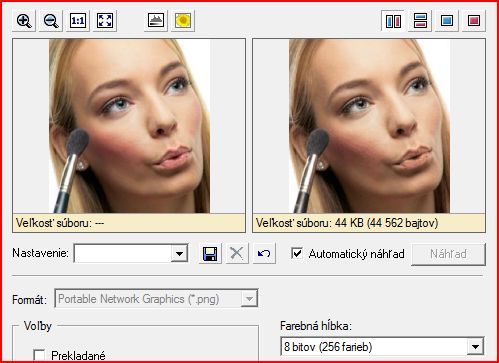 1:1
Veľkosť súboru: ---
Veľkosť súboru: 44 KB (44 562 bajtov)
Nastavenie:
Automatický náhľad
Náhľad
Formát:
Portable Network Graphics (*.png)
Voľby
Farebná hĺbka:
Prekladané
8 bitov (256 farieb)